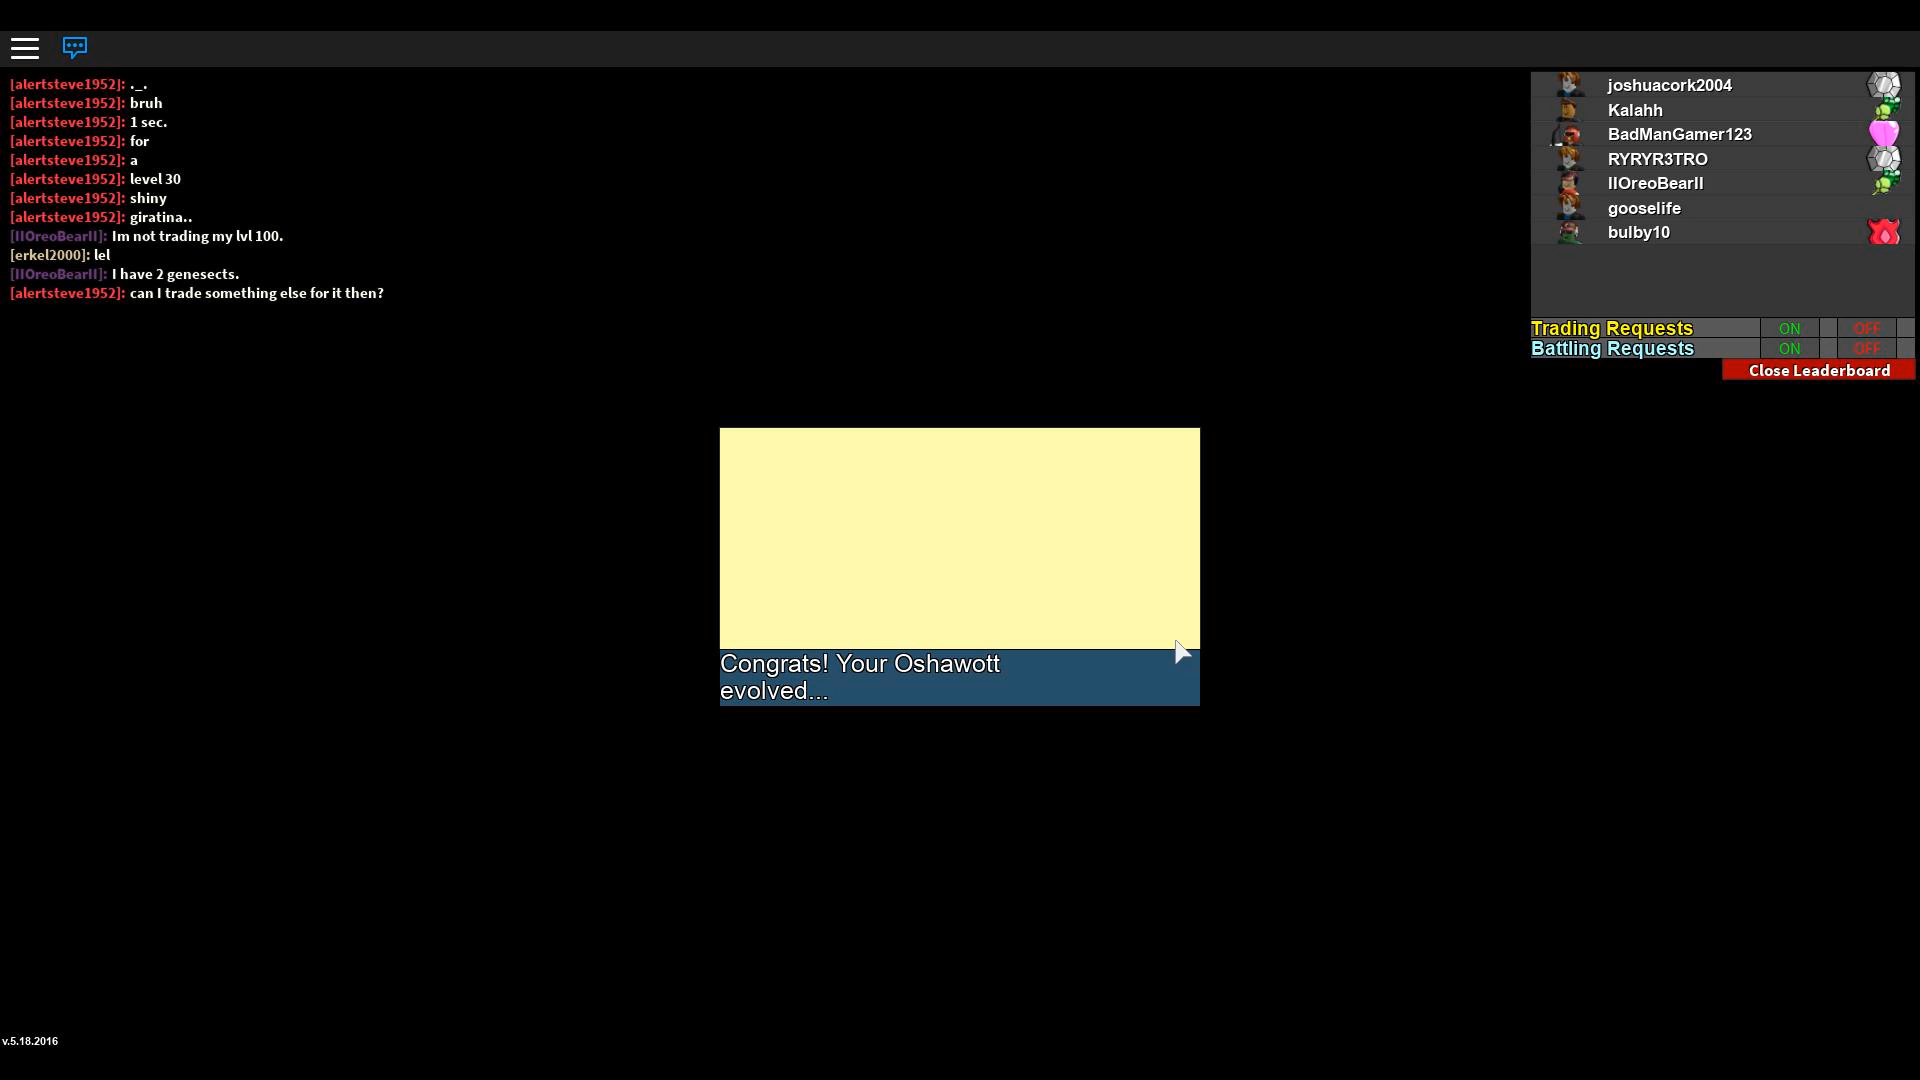 [alertsteve1952]: ._.
[alertsteve1952]: bruh
[alertsteve1952]: 1 sec.
[alertsteve1952]: for
[alertsteve1952]: a
[alertsteve1952]: level 30
[alertsteve1952]: shiny
[alertsteve1952]: giratina..
[IIOreoBearII]: Im not trading my lvl 100.
[erkel2000]: lel
[IIOreoBearII]: I have 2 genesects.
[alertsteve1952]: can I trade something else for it then?
joshuacork2004
Kalahh
BadManGamer123
RYRYR3TRO
IIOreoBearII
gooselife
bulby10
Trading Requests ON OFF
Battling Requests ON OFF
Close Leaderboard
Congrats! Your Oshawott
evolved...
v.5.18.2016